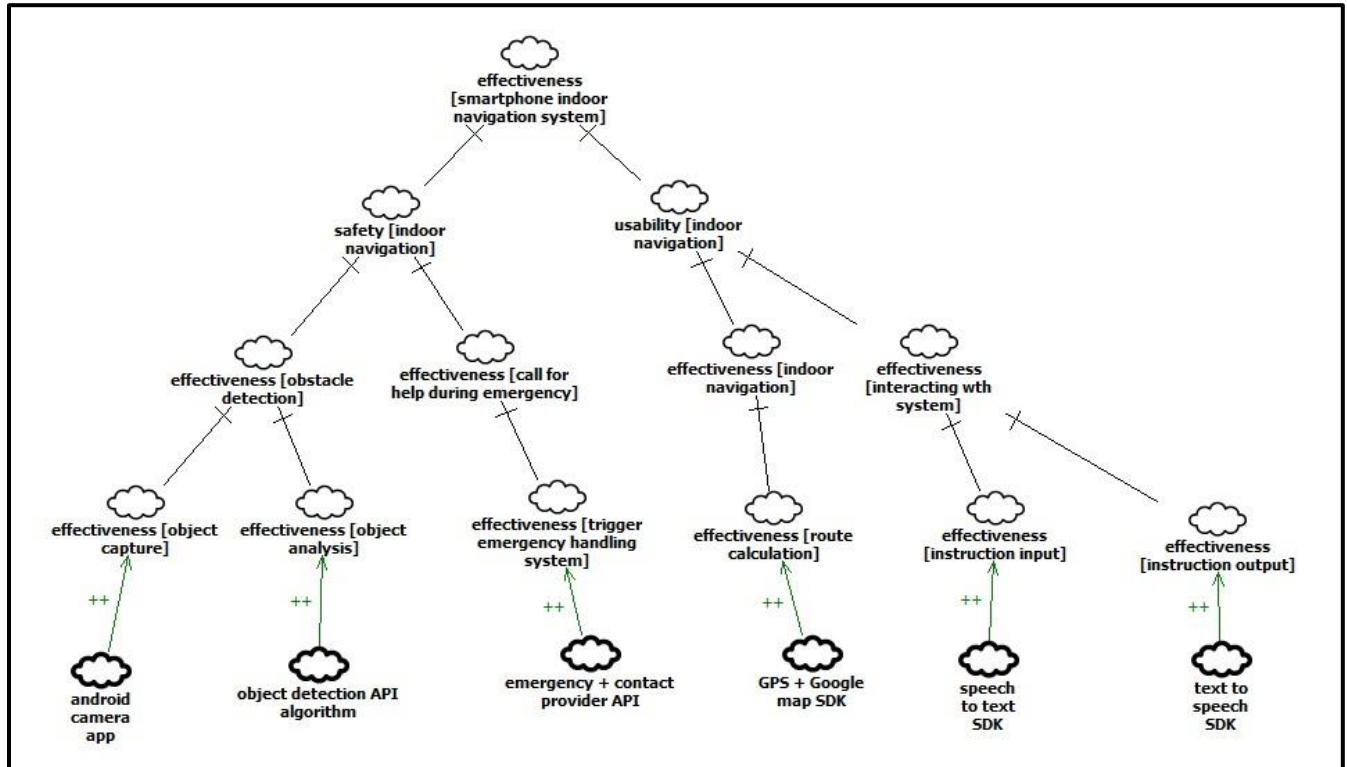 effectiveness
[smartphone indoor
navigation system]
safety [indoor
navigation]
usability [indoor
navigation]
effectiveness [obstacle
detection]
effectiveness [call for
help during emergency]
effectiveness [indoor
navigation]
effectiveness
[interacting wth
system]
effectiveness [object
capture]
effectiveness [object
analysis]
effectiveness [trigger
emergency handling
system]
effectiveness [route
calculation]
effectiveness
[instruction input]
effectiveness
[instruction output]
++
++
++
++
++
++
android
camera
app
object detection API
algorithm
emergency + contact
provider API
GPS + Google
map SDK
speech
to text
SDK
text to
speech
SDK